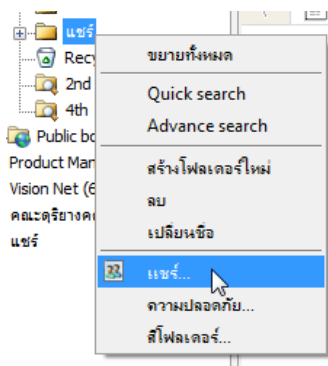 แชร์
Recy
2nd
4th
Public bo
Product Man
Vision Net (6
คณะดุริยางค
แชร์
ขยายทั้งหมด
Quick search
Advance search
สร้างโฟลเดอร์ใหม่
ลบ
เปลี่ยนชื่อ
แชร์...
ความปลอดภัย...
สีโฟลเดอร์...